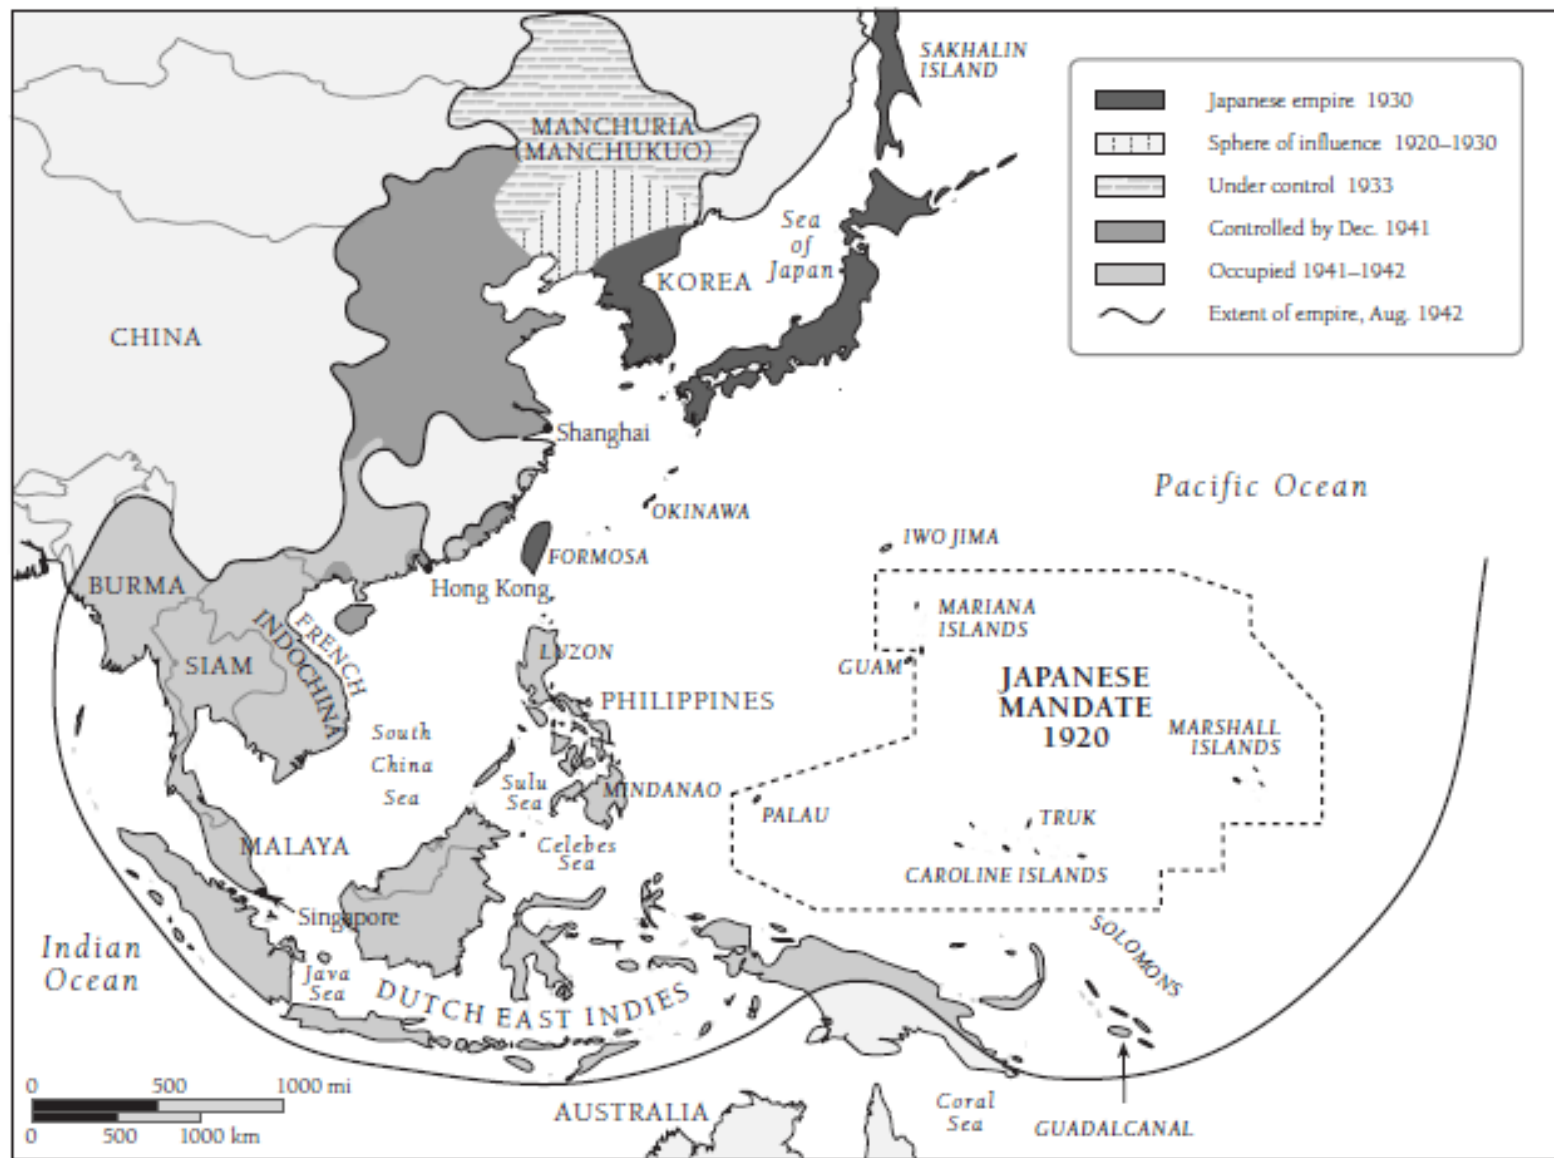 SAKHALIN
ISLAND
Japanese empire 1930
Sphere of influence 1920–1930
Under control 1933
Controlled by Dec. 1941
Occupied 1941–1942
Extent of empire, Aug. 1942
MANCHURIA
(MANCHUKUO)
Sea
of
Japan
KOREA
CHINA
Shanghai
Pacific Ocean
OKINAWA
IWO JIMA
FORMOSA
BURMA
Hong Kong
MARIANA
ISLANDS
FRENCH
INDOCHINA
LUZON
SIAM
GUAM
JAPANESE
MANDATE
1920
PHILIPPINES
MARSHALL
ISLANDS
South
China
Sea
Sulu
Sea
MINDANAO
PALAU
TRUK
MALAYA
Celebes
Sea
CAROLINE ISLANDS
Singapore
SOLOMONS
Indian
Ocean
Java
Sea
DUTCH EAST INDIES
0 500 1000 mi
0 500 1000 km
AUSTRALIA
Coral
Sea
GUADALCANAL